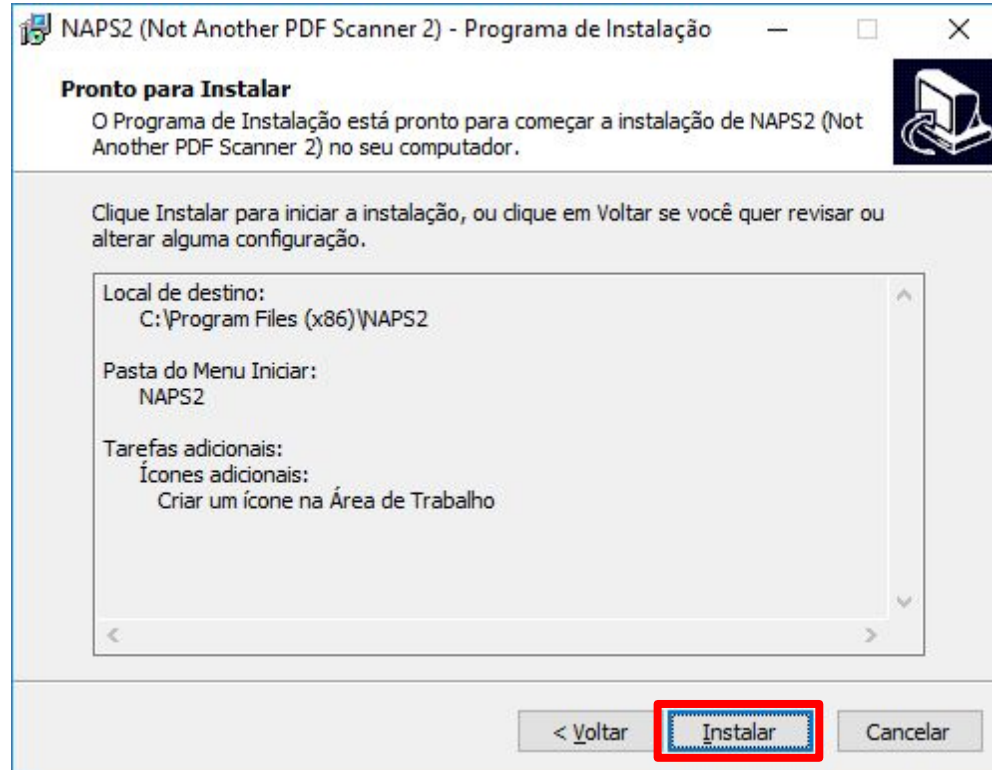 NAPS2 (Not Another PDF Scanner 2) - Programa de Instalação
Pronto para Instalar
O Programa de Instalação está pronto para começar a instalação de NAPS2 (Not
Another PDF Scanner 2) no seu computador.
Clique Instalar para iniciar a instalação, ou clique em Voltar se você quer revisar ou
alterar alguma configuração.
Local de destino:
C:\Program Files (x86)\NAPS2
Pasta do Menu Iniciar:
NAPS2
Tarefas adicionais:
Ícones adicionais:
Criar um ícone na Área de Trabalho
< Voltar
Instalar
Cancelar